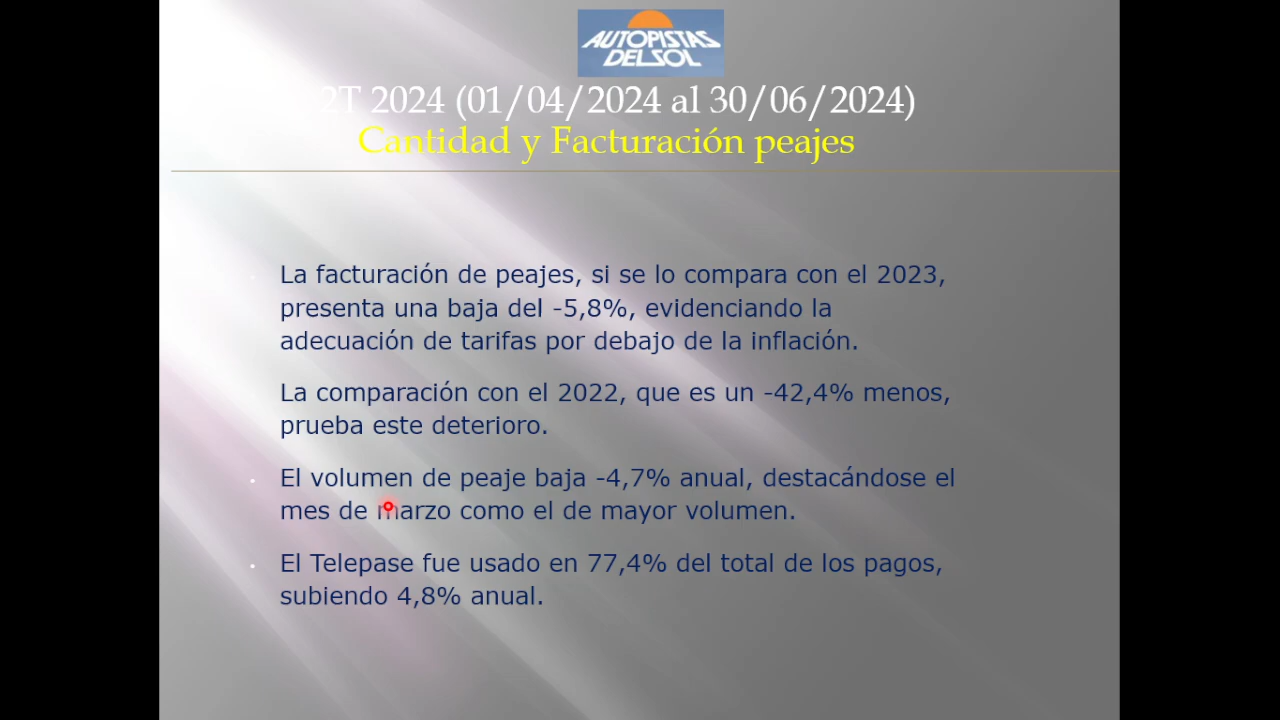 AUTOPISTAS
DEL SOL
2T 2024 (01/04/2024 al 30/06/2024)
Cantidad y Facturación peajes
La facturación de peajes, si se lo compara con el 2023,
presenta una baja del -5,8%, evidenciando la
adecuación de tarifas por debajo de la inflación.
La comparación con el 2022, que es un -42,4% menos,
prueba este deterioro.
El volumen de peaje baja -4,7% anual, destacándose el
mes de marzo como el de mayor volumen.
El Telepase fue usado en 77,4% del total de los pagos,
subiendo 4,8% anual.